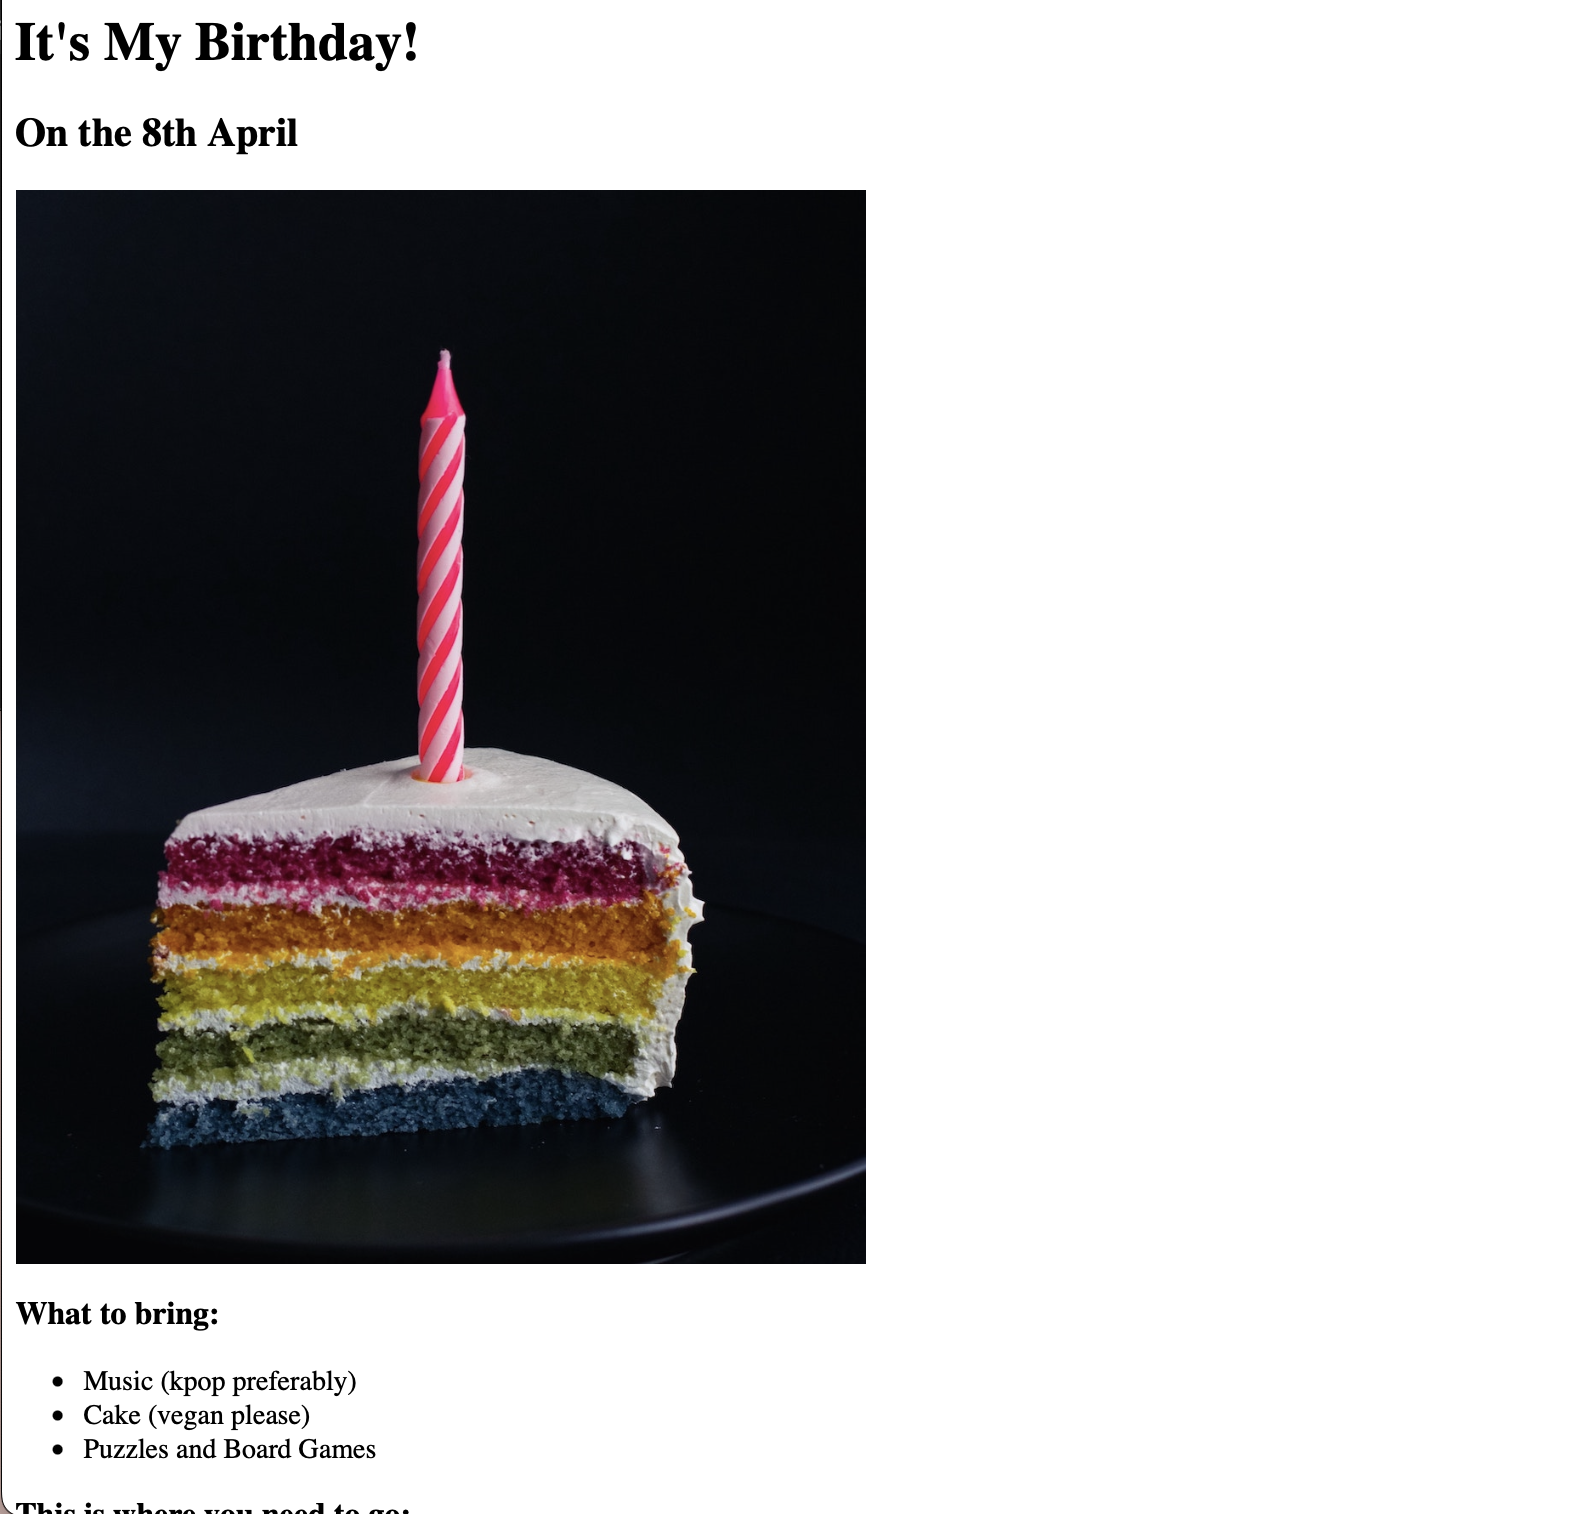 It's My Birthday!
On the 8th April
What to bring:
Music (kpop preferably)
Cake (vegan please)
Puzzles and Board Games
This is where you need to go: